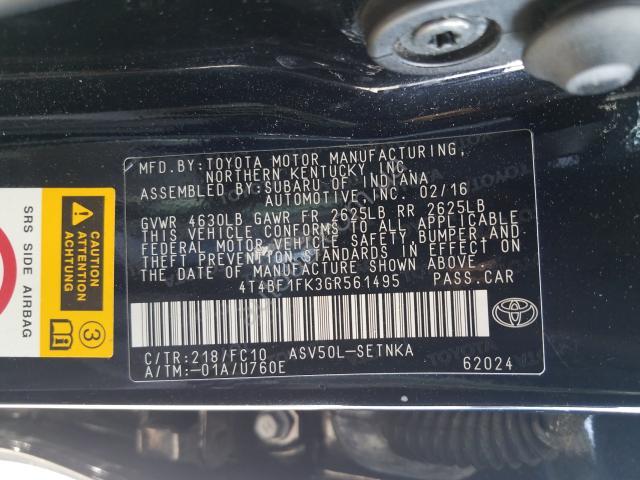 MFD.BY:TOYOTA MOTOR MANUFACTURING,
NORTHERN KENTUCKY INC.
ASSEMBLED BY:SUBARU OF INDIANA
AUTOMOTIVE,INC. 02/16
GVWR 4630LB GAWR FR 2625LB RR 2625LB
THIS VEHICLE CONFORMS TO ALL APPLICABLE
FEDERAL MOTOR VEHICLE SAFETY,BUMPER AND
THEFT PREVENTION STANDARDS IN EFFECT ON
THE DATE OF MANUFACTURE SHOWN ABOVE.
4T4BF1FK3GR561495 PASS.CAR
C/TR:218/FC10 ASV50L-SETNKA
A/TM:-01A/U760E 62024
CAUTION
ATTENTION
3
SRS SIDE AIRBAG